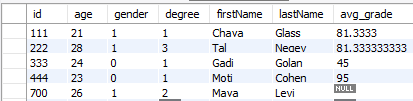 id age gender degree firstName lastName avg_grade
111 21 1 1 Chava Glass 81.3333
222 28 1 3 Tal Negev 81.333333333
333 24 0 1 Gadi Golan 45
444 23 0 1 Moti Cohen 95
700 26 1 2 Maya Levi NULL